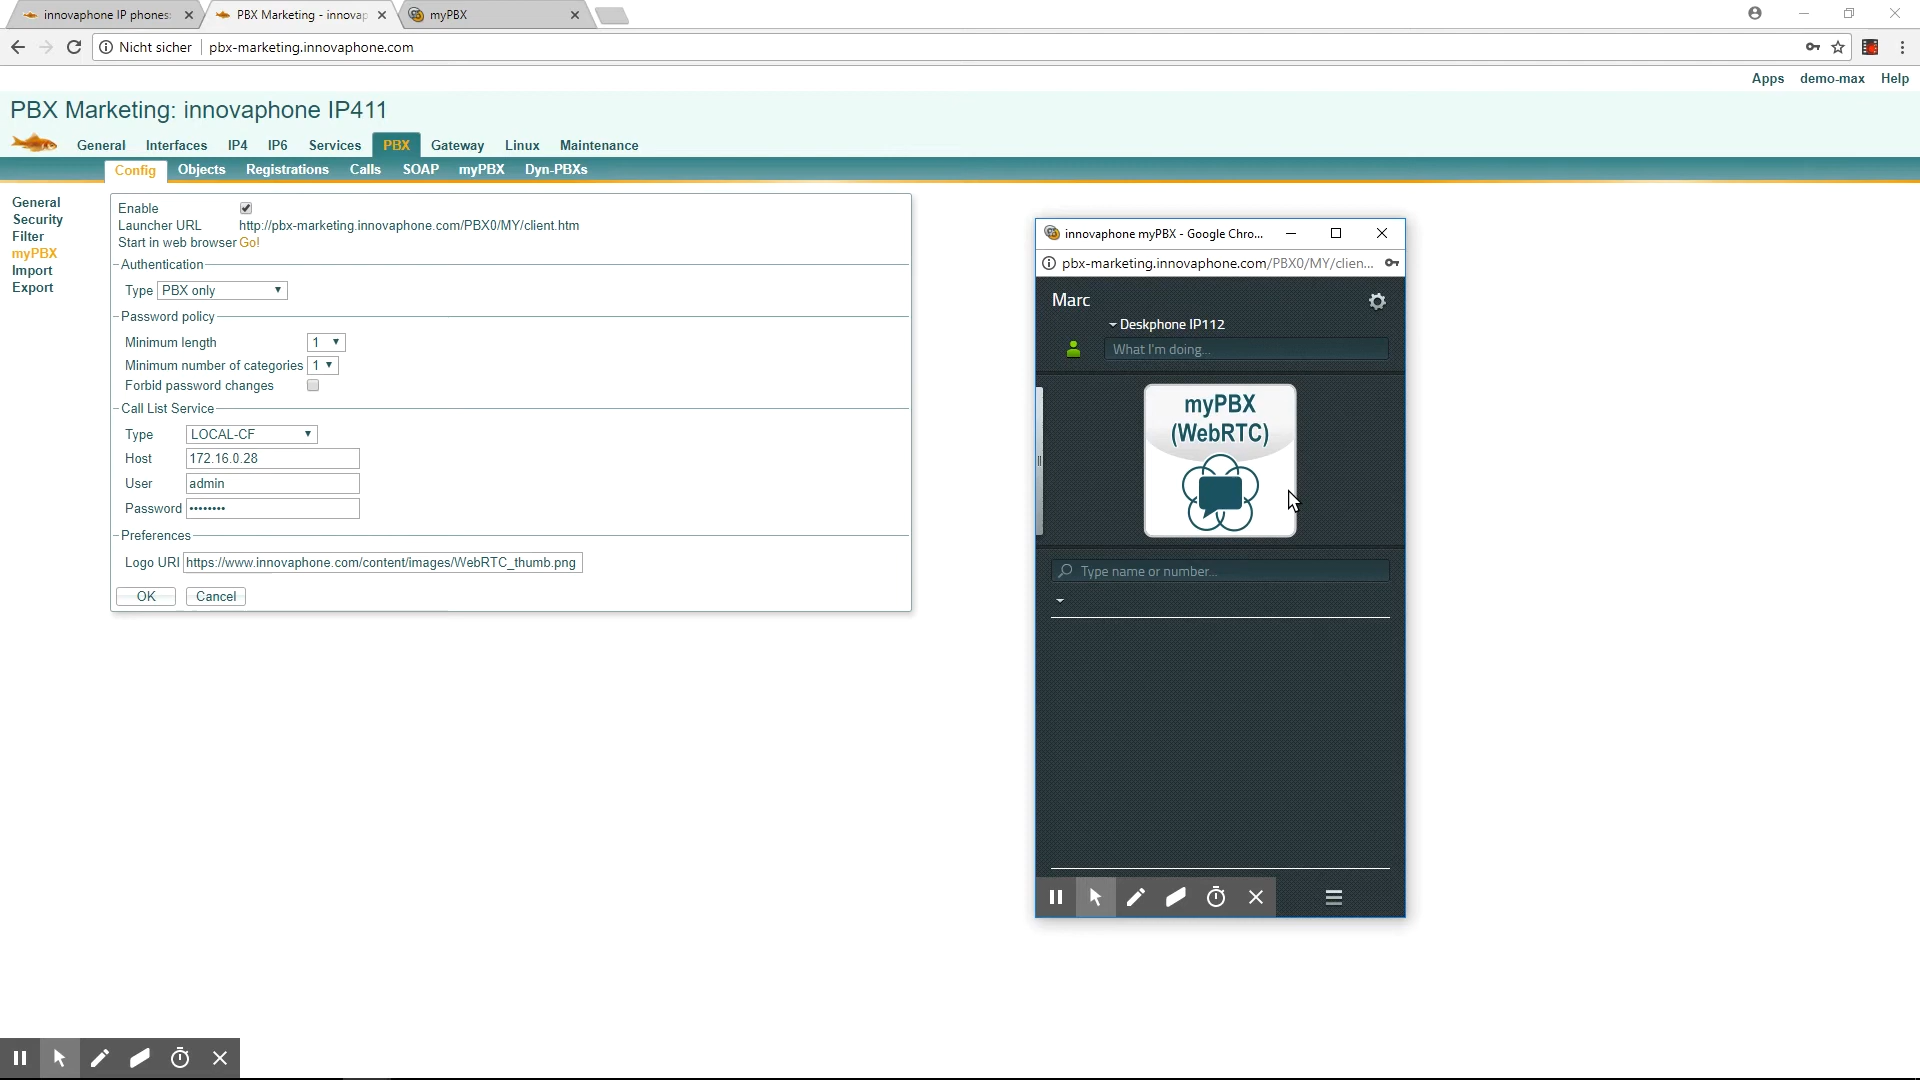 innovaphone IP phones:
PBX Marketing - innovap
myPBX
Nicht sicher
pbx-marketing.innovaphone.com
Apps demo-max Help
PBX Marketing: innovaphone IP411
General Interfaces IP4 IP6 Services PBX Gateway Linux Maintenance
Config Objects Registrations Calls SOAP myPBX Dyn-PBXs
General
Security
Filter
myPBX
Import
Export
Enable
Launcher URL http://pbx-marketing.innovaphone.com/PBX0/MY/client.htm
Start in web browser Go!
Authentication
Type PBX only
Password policy
Minimum length 1
Minimum number of categories 1
Forbid password changes
Call List Service
Type LOCAL-CF
Host 172.16.0.28
User admin
Password ••••••••
Preferences
Logo URI https://www.innovaphone.com/content/images/WebRTC_thumb.png
OK Cancel
innovaphone myPBX - Google Chro...
pbx-marketing.innovaphone.com/PBX0/MY/clien...
Marc
Deskphone IP112
What I'm doing...
myPBX
(WebRTC)
Type name or number...